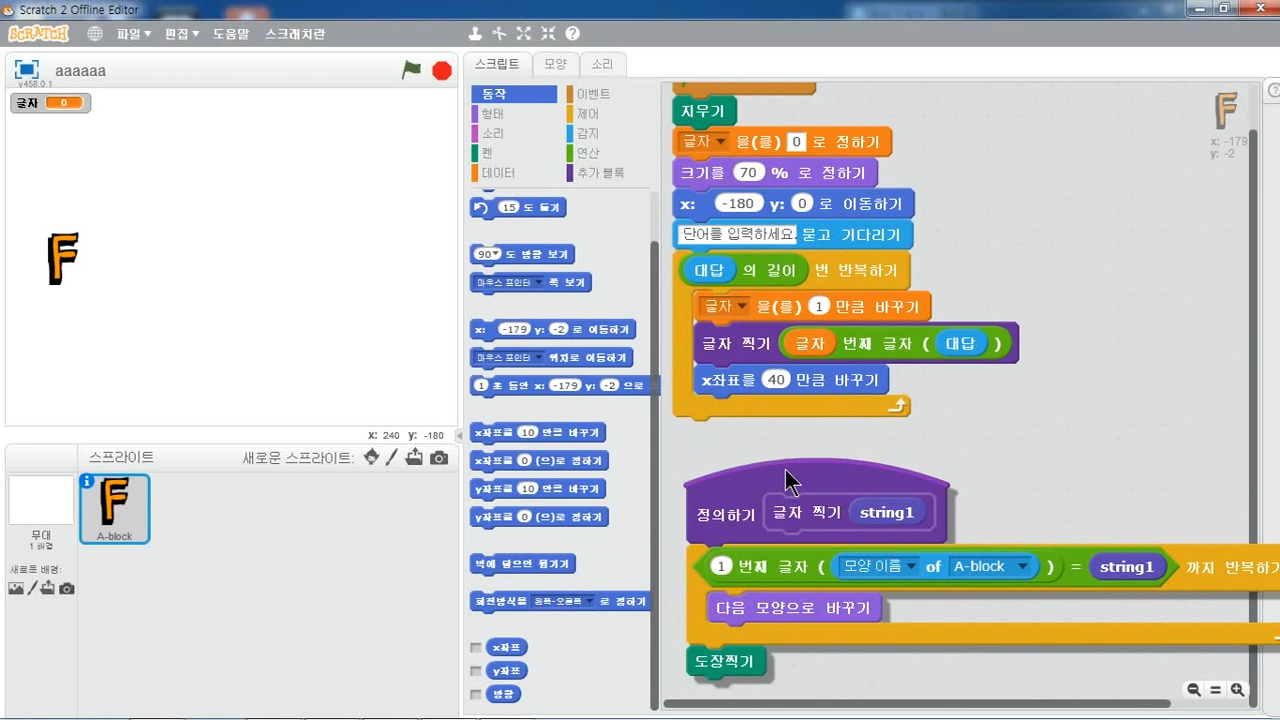 Scratch 2 Offline Editor
SCRATCH 파일▼ 편집▼ 도움말 스크래치란
aaaaaa
v458.0.1
글자 0
x: 240 y: -180
스프라이트 새로운 스프라이트:
무대
1 배경
A-block
새로운 배경:
스크립트 모양 소리
동작 이벤트
형태 제어
소리 감지
펜 연산
데이터 추가 블록
15 도 돌기
90▼ 도 방향 보기
마우스 포인터 쪽 보기
x: -179 y: -2 로 이동하기
마우스 포인터 위치로 이동하기
1 초 동안 x: -179 y: -2 으로
x좌표를 10 만큼 바꾸기
x좌표를 0 (으)로 정하기
y좌표를 10 만큼 바꾸기
y좌표를 0 (으)로 정하기
벽에 닿으면 튕기기
회전방식을 왼쪽-오른쪽 로 정하기
x좌표
y좌표
방향
지우기
글자 을(를) 0 로 정하기
크기를 70 % 로 정하기
x: -180 y: 0 로 이동하기
단어를 입력하세요. 묻고 기다리기
대답 의 길이 번 반복하기
글자 을(를) 1 만큼 바꾸기
글자 찍기 글자 번째 글자 ( 대답 )
x좌표를 40 만큼 바꾸기
정의하기 글자 찍기 string1
1 번째 글자 ( 모양 이름 of A-block ) = string1 까지 반복하기
다음 모양으로 바꾸기
도장찍기
x: -179
y: -2